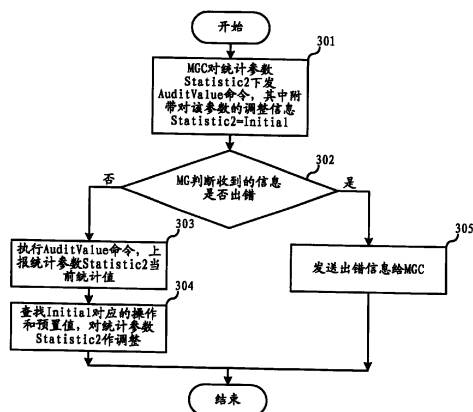 开始
301
MGC对统计参数
Statistic2下发
AuditValue命令，其中附
带对该参数的调整信息
Statistic2=Initial
302
MG判断收到的信息
是否出错
否
是
303
执行AuditValue命令，上
报统计参数Statistic2当
前统计值
305
发送出错信息给MGC
304
查找Initial对应的操作
和预置值，对统计参数
Statistic2作调整
结束